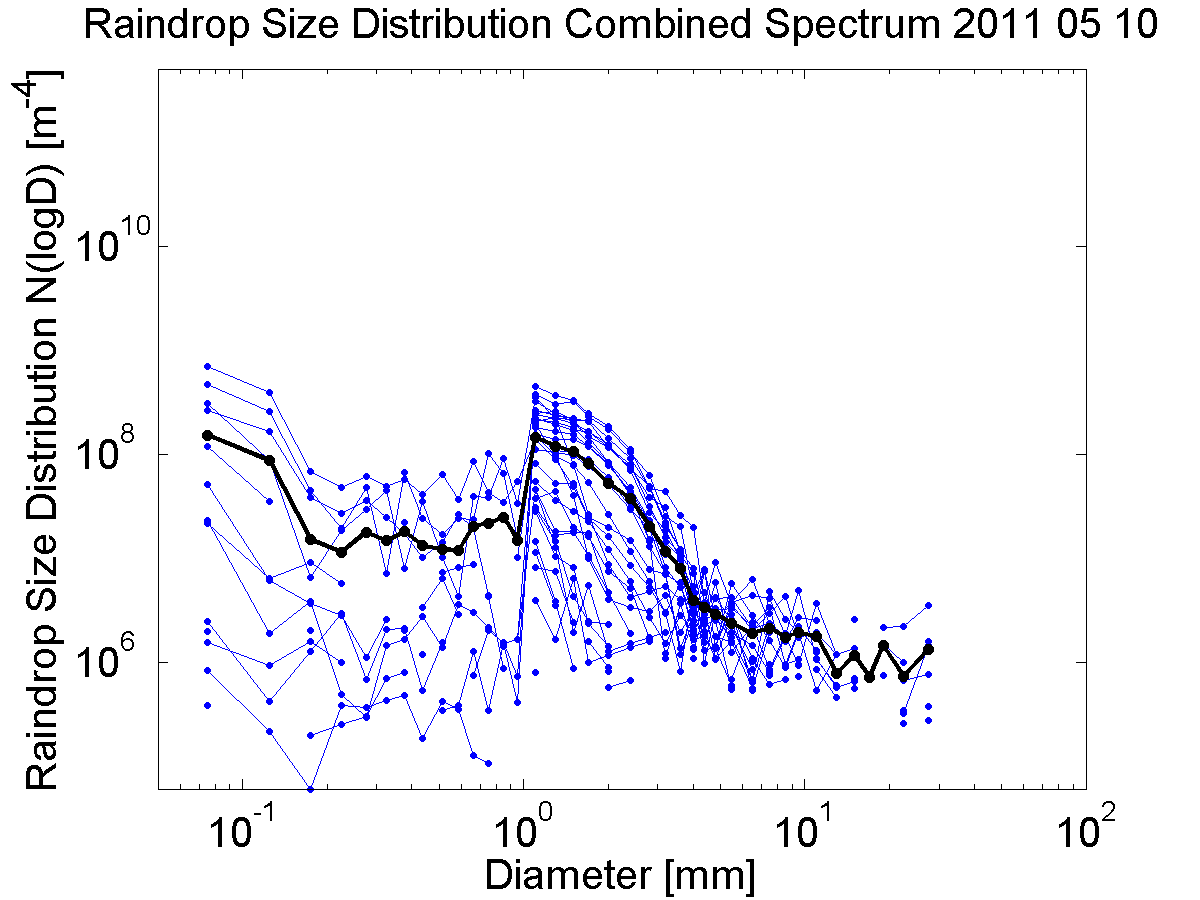 Raindrop Size Distribution Combined Spectrum 2011 05 10
Raindrop Size Distribution N(logD) [m^-4]
10^10
10^8
10^6
10^-1
10^0
10^1
10^2
Diameter [mm]